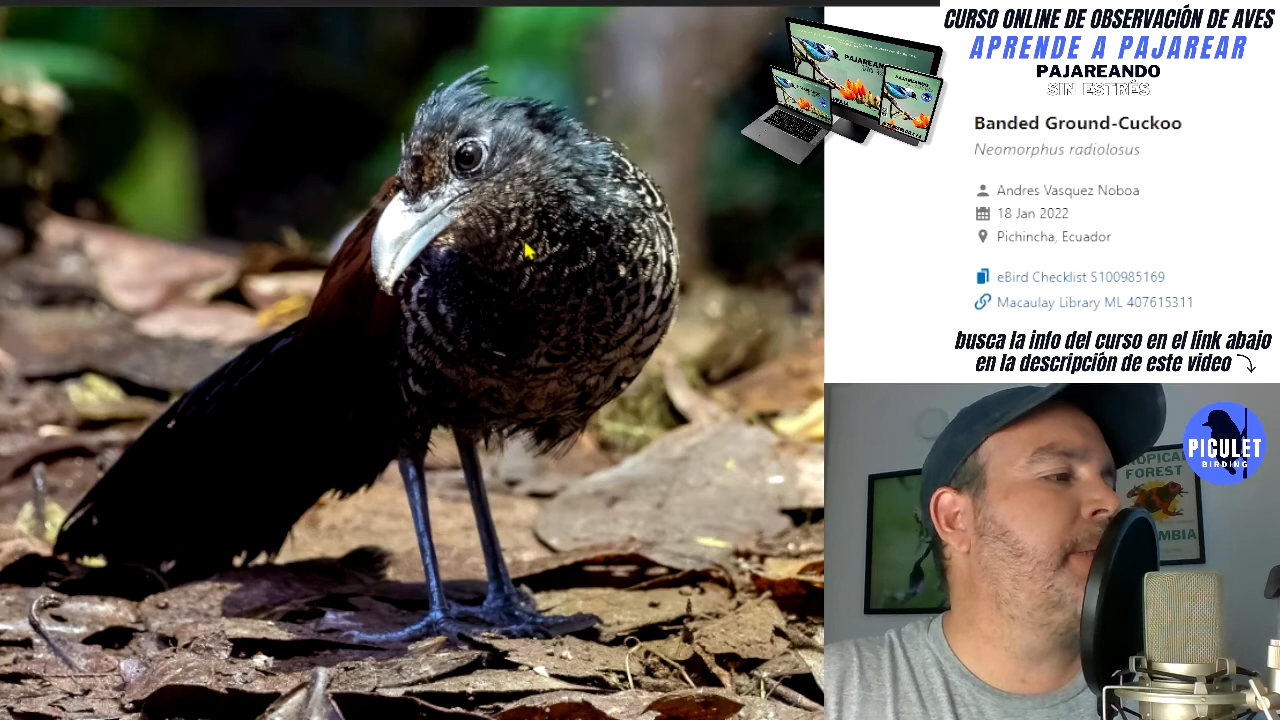 CURSO ONLINE DE OBSERVACIÓN DE AVES
APRENDE A PAJAREAR
PAJAREANDO
SIN ESTRÉS
Banded Ground-Cuckoo
Neomorphus radiolosus
Andres Vasquez Noboa
18 Jan 2022
Pichincha, Ecuador
eBird Checklist S100985169
Macaulay Library ML 407615311
busca la info del curso en el link abajo
en la descripción de este video
PICULET
BIRDING
TROPICAL
FOREST